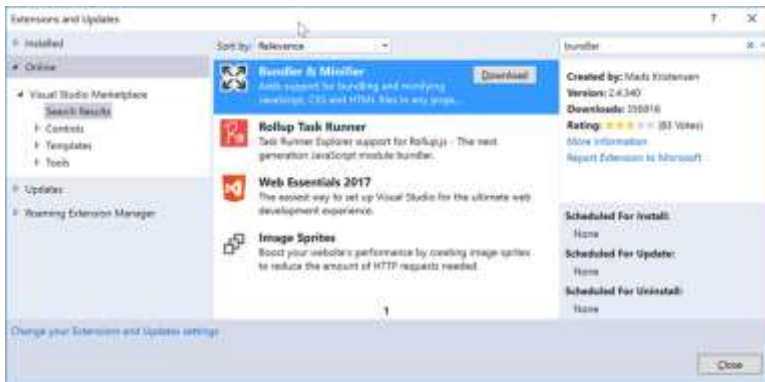 Extensions and Updates
? ×
Installed
Online
Visual Studio Marketplace
Search Results
Controls
Templates
Tools
Updates
Roaming Extension Manager
Sort by: Relevance
Bundler & Minifier
Download
Adds support for bundling and minifying
JavaScript, CSS and HTML files in any proje...
Rollup Task Runner
Task Runner Explorer support for Rollup.js - The next
generation JavaScript module bundler.
Web Essentials 2017
The easiest way to set up Visual Studio for the ultimate web
development experience.
Image Sprites
Boost your website's performance by creating image sprites
to reduce the amount of HTTP requests needed.
1
bundler
Created by: Mads Kristensen
Version: 2.4.340
Downloads:
Rating: (83 Votes)
More Information
Report Extension to Microsoft
Scheduled For Install:
None
Scheduled For Update:
None
Scheduled For Uninstall:
None
Change your Extensions and Updates settings
Close